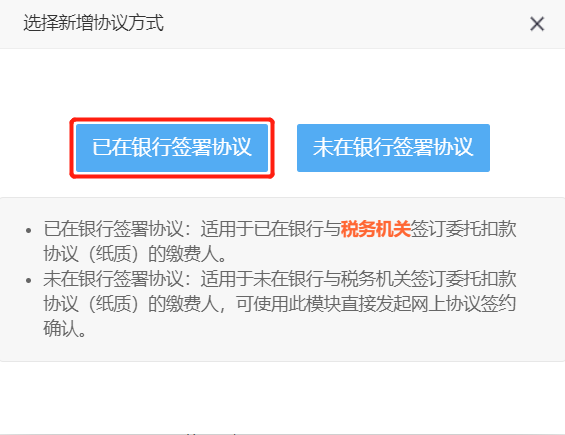 选择新增协议方式
已在银行签署协议
未在银行签署协议
已在银行签署协议：适用于已在银行与税务机关签订委托扣款
协议（纸质）的缴费人。
未在银行签署协议：适用于未在银行与税务机关签订委托扣款
协议（纸质）的缴费人，可使用此模块直接发起网上协议签约
确认。